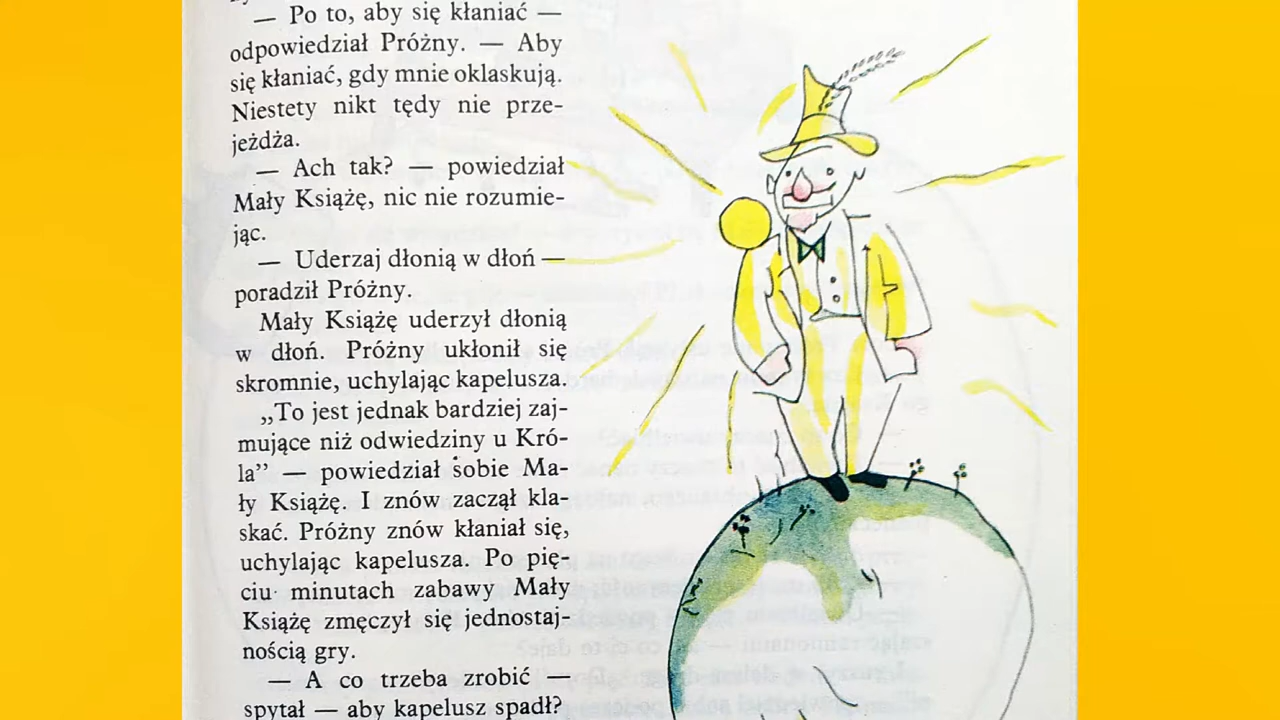 — Po to, aby się kłaniać —
odpowiedział Próżny. — Aby
się kłaniać, gdy mnie oklaskują.
Niestety nikt tędy nie prze-
jeżdża.
— Ach tak? — powiedział
Mały Książę, nic nie rozumie-
jąc.
— Uderzaj dłonią w dłoń —
poradził Próżny.
Mały Książę uderzył dłonią
w dłoń. Próżny ukłonił się
skromnie, uchylając kapelusza.
„To jest jednak bardziej zaj-
mujące niż odwiedziny u Kró-
la” — powiedział sobie Ma-
ły Książę. I znów zaczął kla-
skać. Próżny znów kłaniał się,
uchylając kapelusza. Po pię-
ciu minutach zabawy Mały
Książę zmęczył się jednostaj-
nością gry.
— A co trzeba zrobić —
spytał — aby kapelusz spadł?